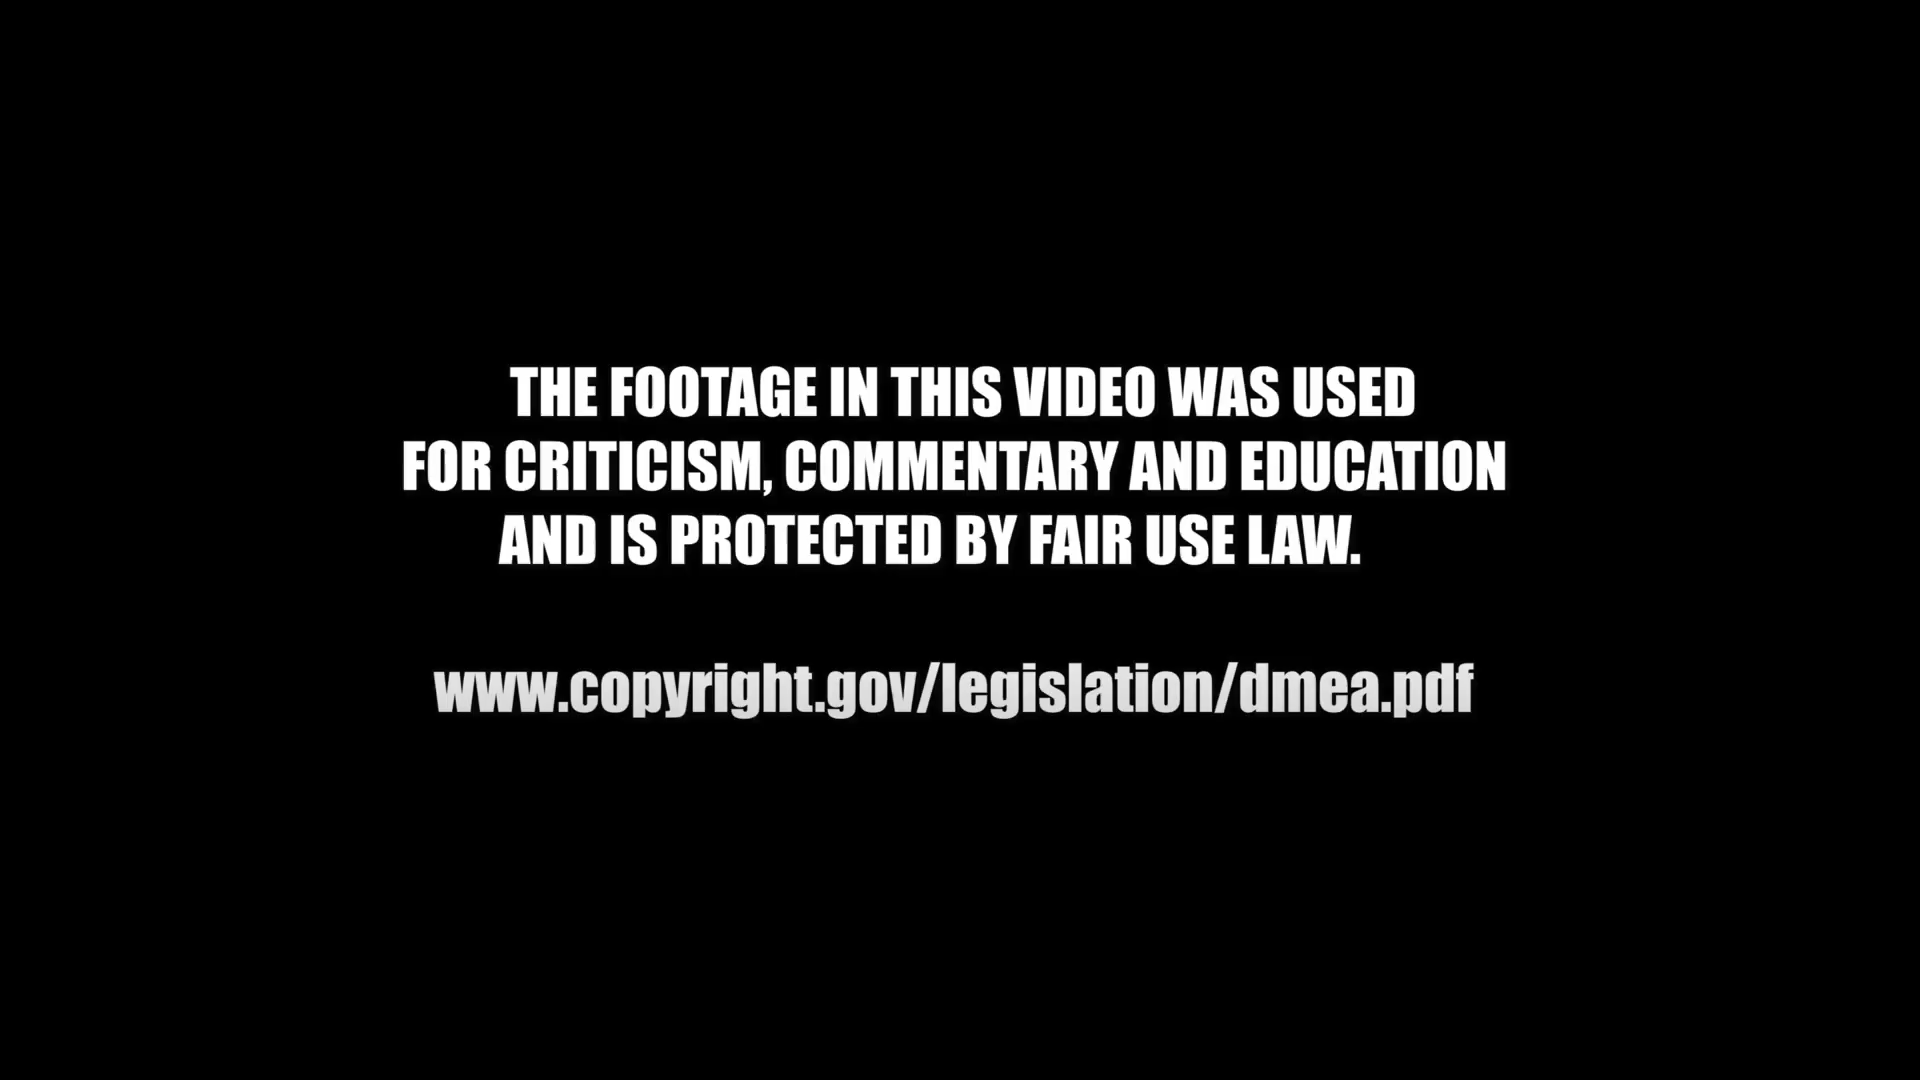 THE FOOTAGE IN THIS VIDEO WAS USED
FOR CRITICISM, COMMENTARY AND EDUCATION
AND IS PROTECTED BY FAIR USE LAW.
www.copyright.gov/legislation/dmea.pdf